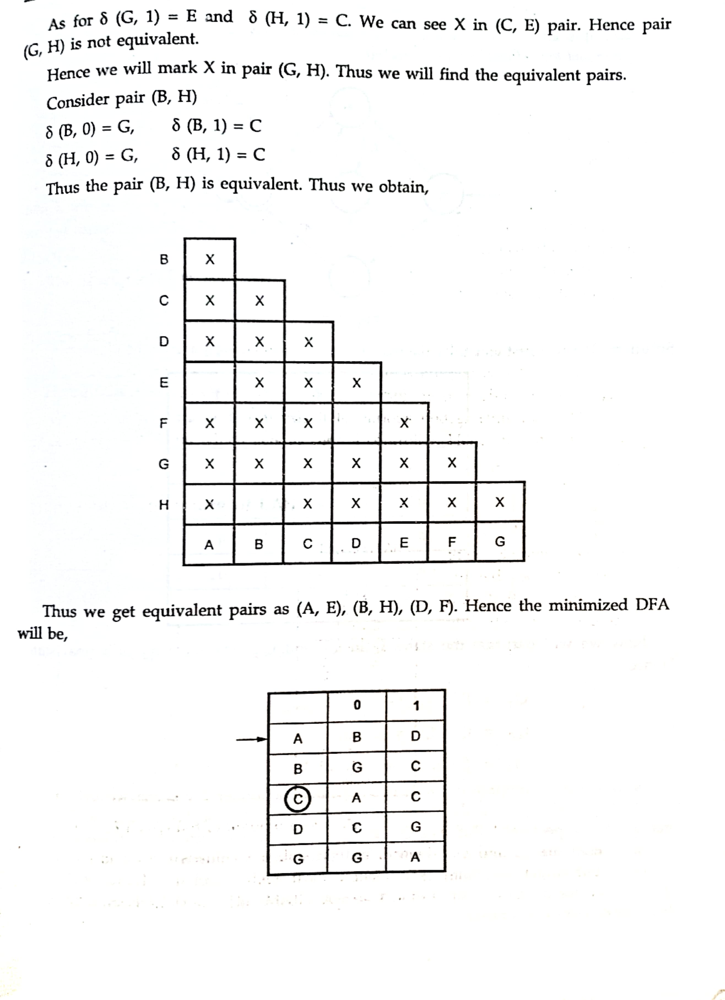 As for δ (G, 1) = E and δ (H, 1) = C. We can see X in (C, E) pair. Hence pair
(G, H) is not equivalent.
Hence we will mark X in pair (G, H). Thus we will find the equivalent pairs.
Consider pair (B, H)
δ (B, 0) = G, δ (B, 1) = C
δ (H, 0) = G, δ (H, 1) = C
Thus the pair (B, H) is equivalent. Thus we obtain,
B X
C X X
D X X X
E X X X
F X X X X
G X X X X X X
H X X X X X X
A B C D E F G
Thus we get equivalent pairs as (A, E), (B, H), (D, F). Hence the minimized DFA
will be,
0 1
A B D
B G C
C A C
D C G
G G A